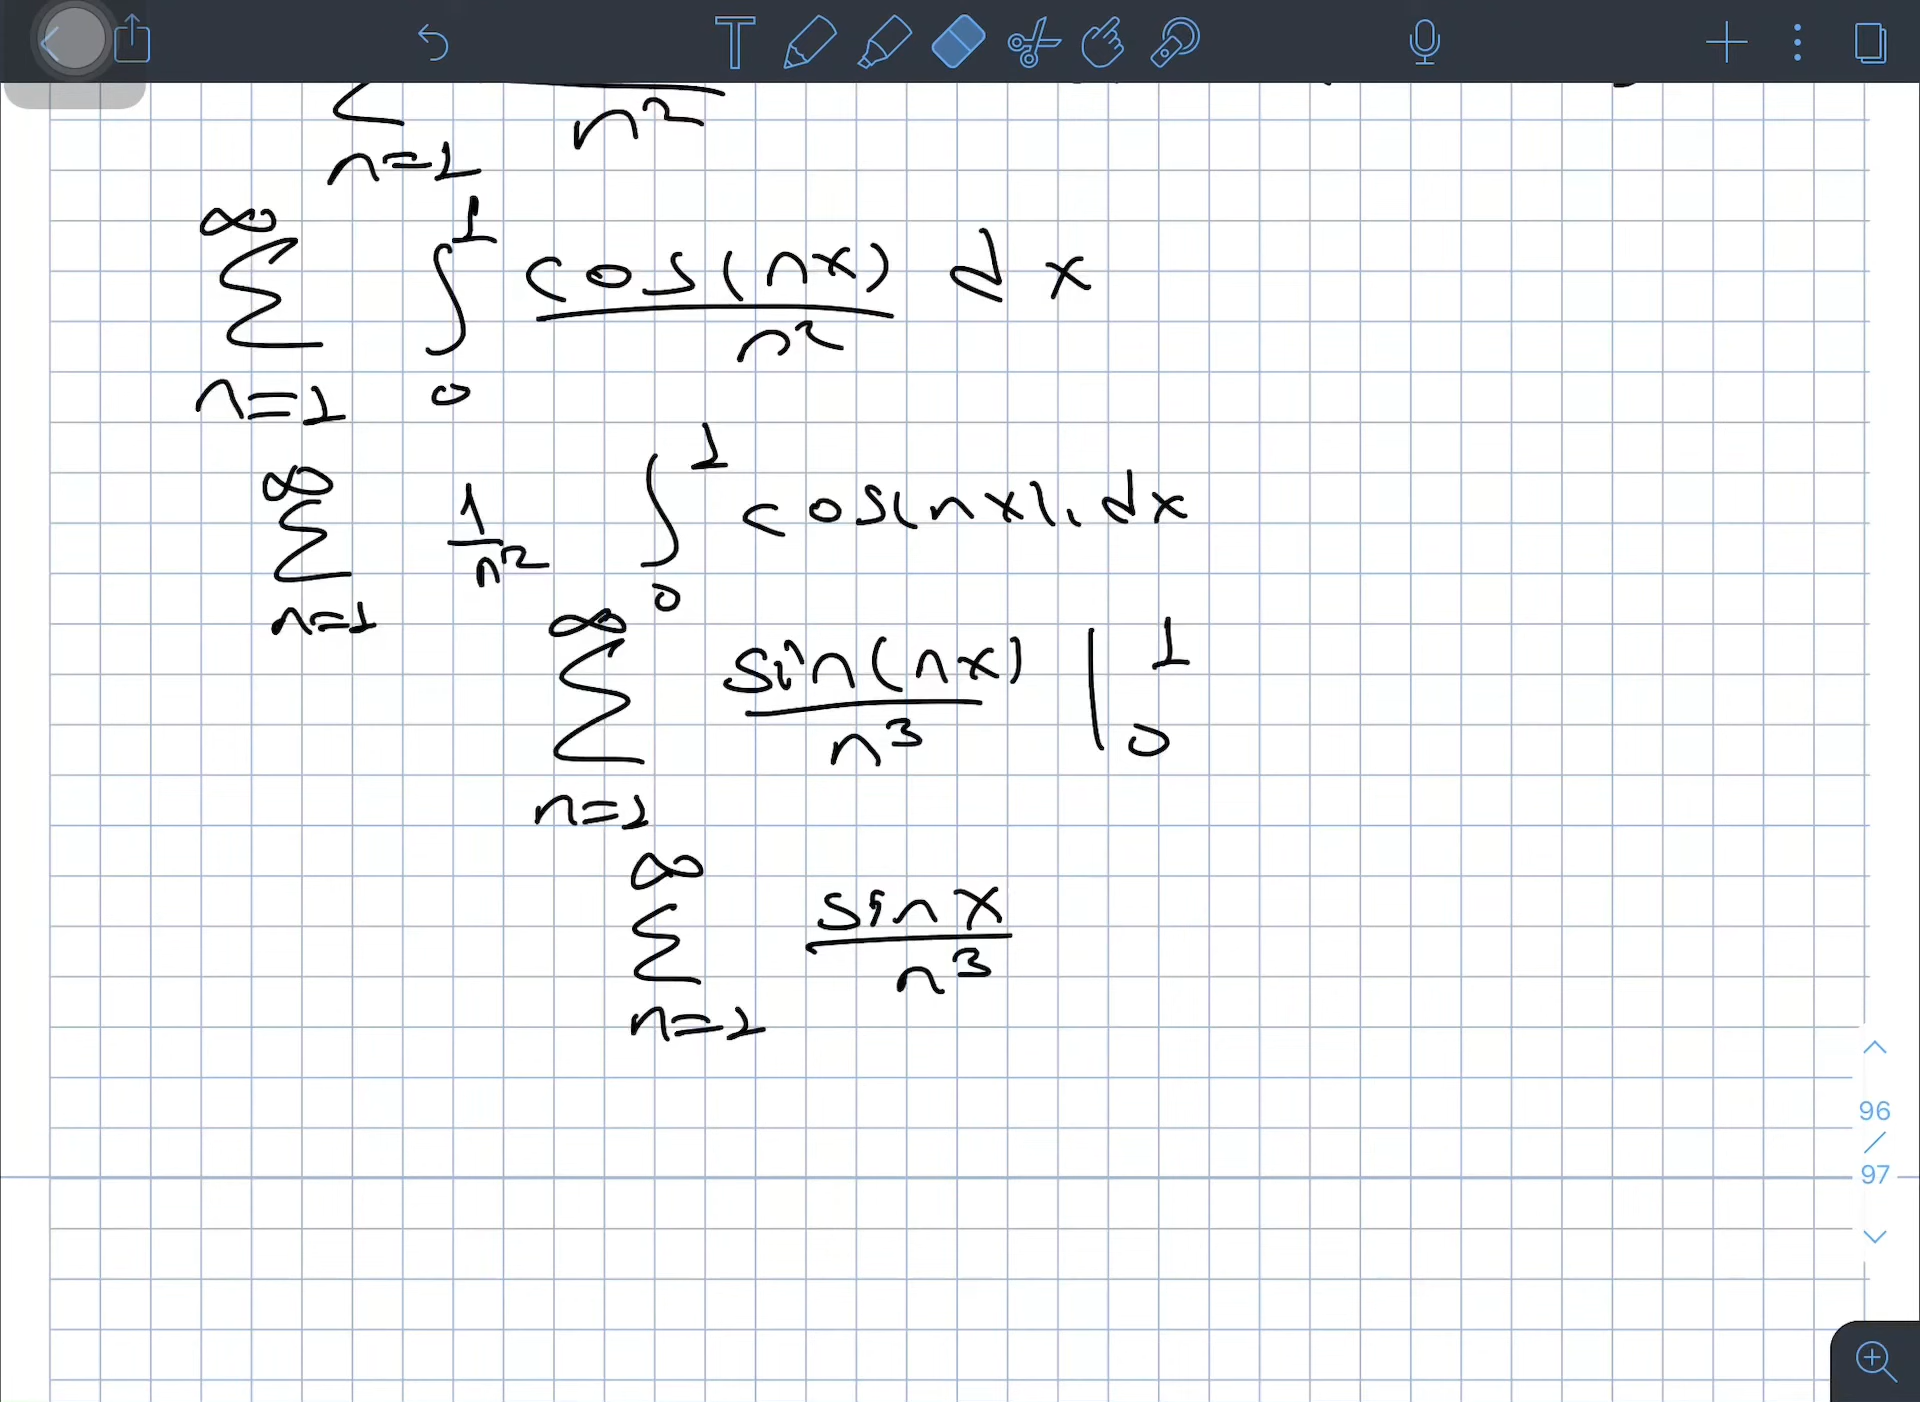 Σ n=1 n²
∞ Σ n=1 ∫ 0 1 cos(nx) / n² dx
∞ Σ n=1 1 / n² ∫ 0 1 cos(nx). dx
∞ Σ n=1 sin(nx) / n³ | 0 1
∞ Σ n=1 sin x / n³
T
96
/
97